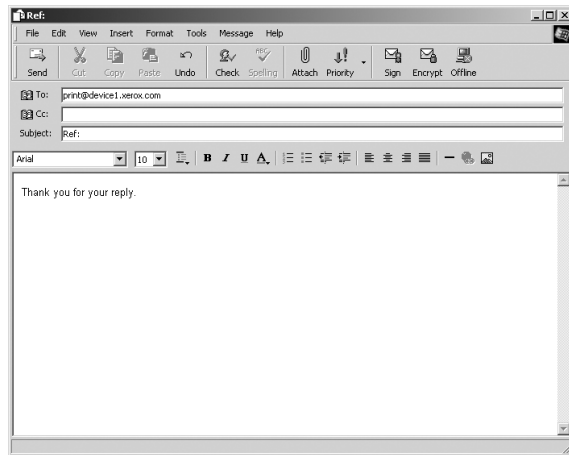 Ref:
File Edit View Insert Format Tools Message Help
Send Cut Copy Paste Undo Check Spelling Attach Priority Sign Encrypt Offline
To: print@device1.xerox.com
Cc:
Subject: Ref:
Arial 10 B I U A
Thank you for your reply.